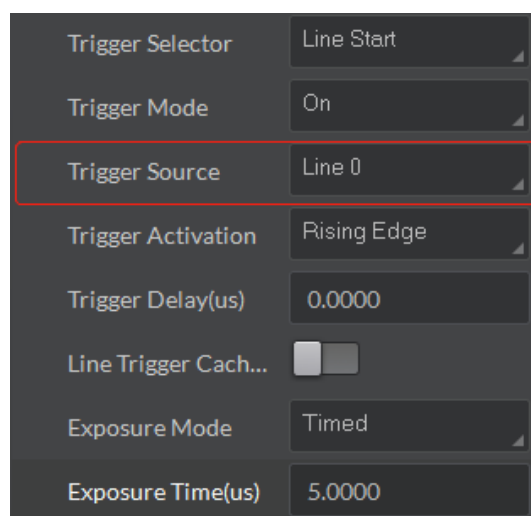 Trigger Selector Line Start
Trigger Mode On
Trigger Source Line 0
Trigger Activation Rising Edge
Trigger Delay(us) 0.0000
Line Trigger Cach...
Exposure Mode Timed
Exposure Time(us) 5.0000